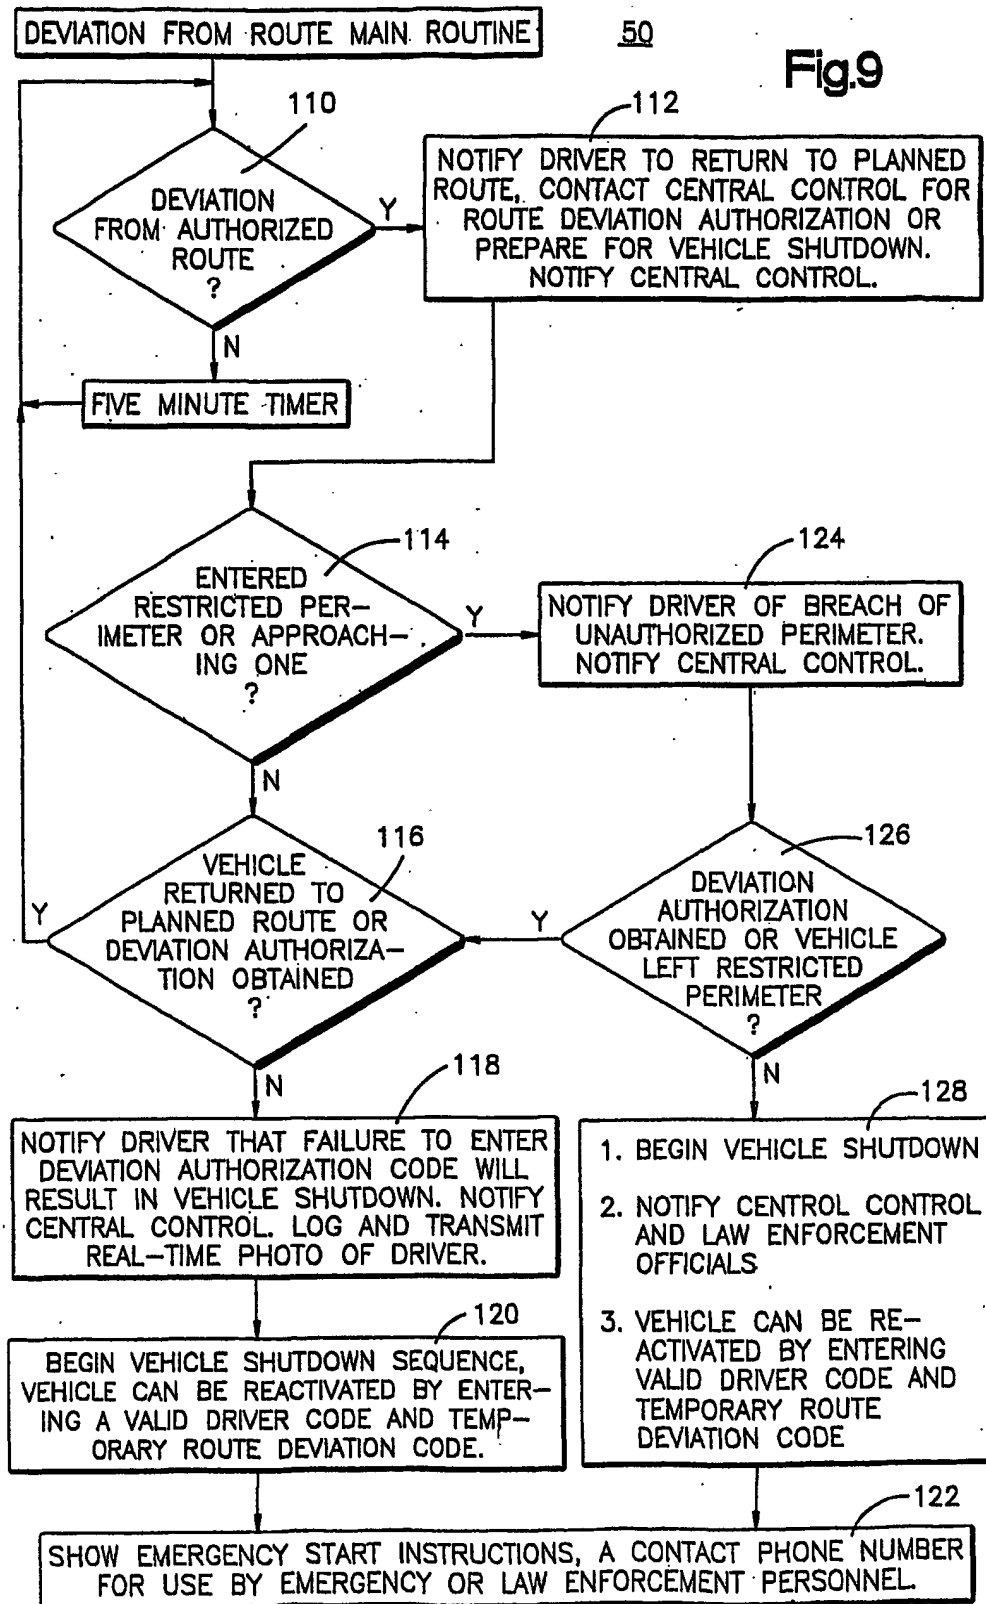 DEVIATION FROM ROUTE MAIN ROUTINE
50
Fig.9
110
112
DEVIATION
FROM AUTHORIZED
ROUTE
?
Y
NOTIFY DRIVER TO RETURN TO PLANNED
ROUTE, CONTACT CENTRAL CONTROL FOR
ROUTE DEVIATION AUTHORIZATION OR
PREPARE FOR VEHICLE SHUTDOWN.
NOTIFY CENTRAL CONTROL.
N
FIVE MINUTE TIMER
114
ENTERED
RESTRICTED PER-
IMETER OR APPROACH-
ING ONE
?
Y
124
NOTIFY DRIVER OF BREACH OF
UNAUTHORIZED PERIMETER.
NOTIFY CENTRAL CONTROL.
N
116
VEHICLE
RETURNED TO
PLANNED ROUTE OR
DEVIATION AUTHORIZA-
TION OBTAINED
?
Y
126
DEVIATION
AUTHORIZATION
OBTAINED OR VEHICLE
LEFT RESTRICTED
PERIMETER
?
Y
N
118
NOTIFY DRIVER THAT FAILURE TO ENTER
DEVIATION AUTHORIZATION CODE WILL
RESULT IN VEHICLE SHUTDOWN. NOTIFY
CENTRAL CONTROL. LOG AND TRANSMIT
REAL-TIME PHOTO OF DRIVER.
N
128
1. BEGIN VEHICLE SHUTDOWN
2. NOTIFY CENTRAL CONTROL
AND LAW ENFORCEMENT
OFFICIALS
3. VEHICLE CAN BE RE-
ACTIVATED BY ENTERING
VALID DRIVER CODE AND
TEMPORARY ROUTE
DEVIATION CODE
120
BEGIN VEHICLE SHUTDOWN SEQUENCE,
VEHICLE CAN BE REACTIVATED BY ENTER-
ING A VALID DRIVER CODE AND TEMP-
ORARY ROUTE DEVIATION CODE.
122
SHOW EMERGENCY START INSTRUCTIONS, A CONTACT PHONE NUMBER
FOR USE BY EMERGENCY OR LAW ENFORCEMENT PERSONNEL.